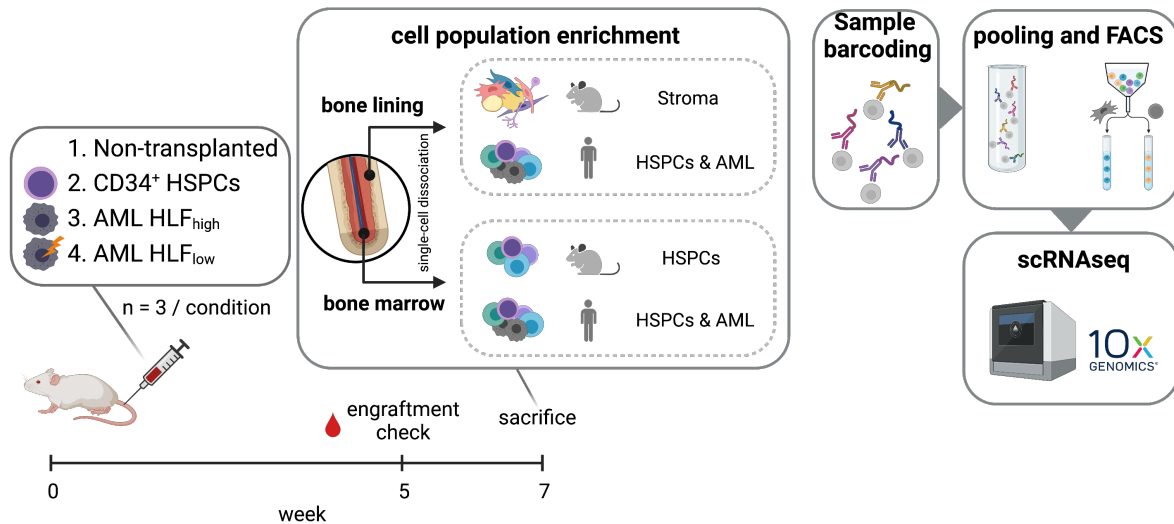 1. Non-transplanted
2. CD34+ HSPCs
3. AML HLFhigh
4. AML HLFlow
n = 3 / condition
cell population enrichment
bone lining
single-cell dissociation
bone marrow
Stroma
HSPCs & AML
HSPCs
HSPCs & AML
engraftment
check
sacrifice
0
5
7
week
Sample
barcoding
pooling and FACS
scRNAseq
10x
GENOMICS